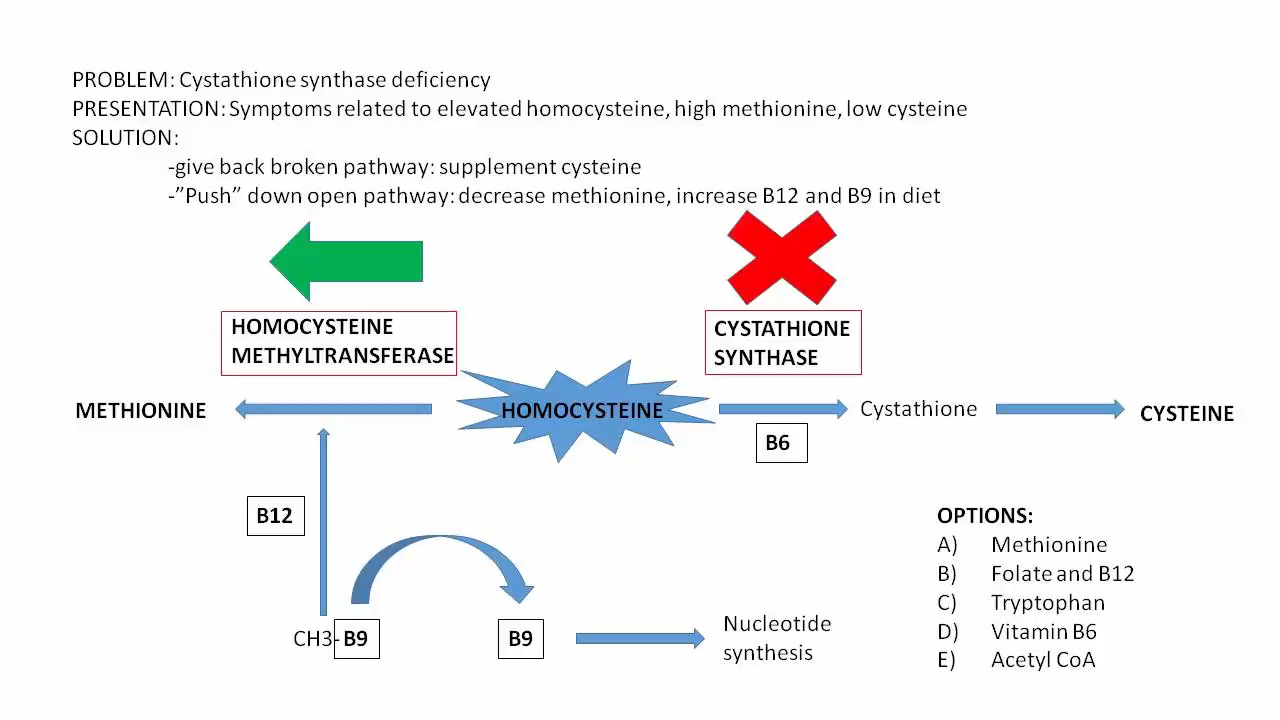 PROBLEM: Cystathione synthase deficiency
PRESENTATION: Symptoms related to elevated homocysteine, high methionine, low cysteine
SOLUTION:
-give back broken pathway: supplement cysteine
-”Push” down open pathway: decrease methionine, increase B12 and B9 in diet
HOMOCYSTEINE
METHYLTRANSFERASE
CYSTATHIONE
SYNTHASE
METHIONINE
HOMOCYSTEINE
Cystathione
CYSTEINE
B6
B12
CH3-B9
B9
Nucleotide
synthesis
OPTIONS:
A) Methionine
B) Folate and B12
C) Tryptophan
D) Vitamin B6
E) Acetyl CoA